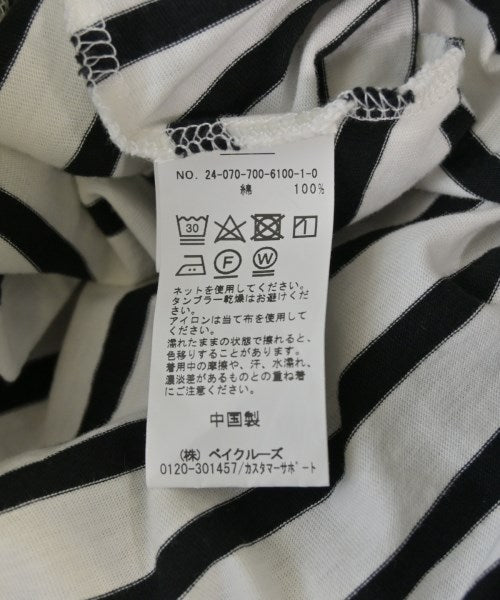 NO. 24-070-700-6100-1-0
綿 100%
30
F W
ネットを使用してください。
タンブラー乾燥はお避けくだ
さい。
アイロンは当て布を使用して
ください。
濡れたままの状態で擦れると、
色移りすることがあります。
着用中の摩擦や、汗、水濡れ、
濃淡差があるものとの重ね着
にご注意ください。
中国製
(株) ベイクルーズ
0120-301457/カスタマーサポート